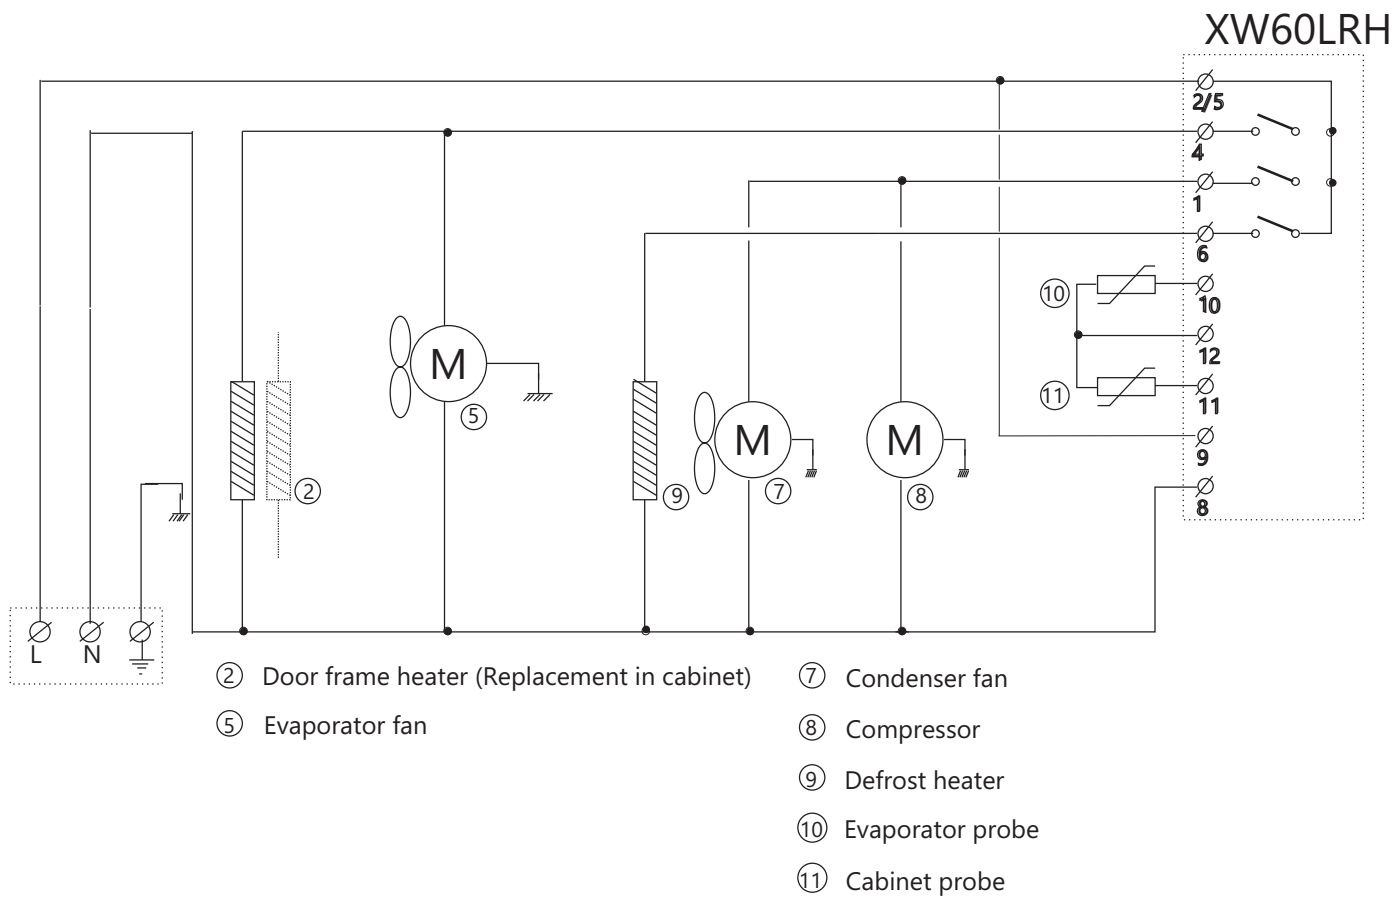 XW60LRH
2/5
4
1
6
10
10
12
M
11
11
5
M
M
9
2
9
7
8
8
L
N
2 Door frame heater (Replacement in cabinet)
5 Evaporator fan
7 Condenser fan
8 Compressor
9 Defrost heater
10 Evaporator probe
11 Cabinet probe